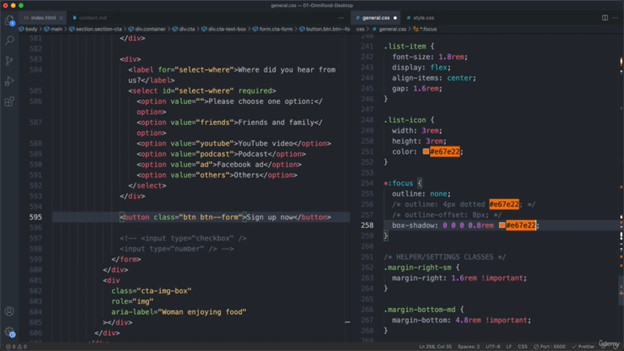 general.css — 07-Omnifood-Desktop
index.html
content.md
general.css
style.css
body > main > section.section-cta > div.container > div.cta > div.cta-text-box > form.cta-form > button.btn.btn--form
css > general.css > *:focus
581 </div>
582
583 <div>
584 <label for="select-where">Where did you hear from
us?</label>
585 <select id="select-where" required>
586 <option value="">Please choose one option:</
option>
587 <option value="friends">Friends and family</
option>
588 <option value="youtube">YouTube video</option>
589 <option value="podcast">Podcast</option>
590 <option value="ad">Facebook ad</option>
591 <option value="others">Others</option>
592 </select>
593 </div>
594
595 <button class="btn btn--form">Sign up now</button>
596
597 <!-- <input type="checkbox" />
598 <input type="number" /> -->
599 </form>
600 </div>
601 <div
602 class="cta-img-box"
603 role="img"
604 aria-label="Woman enjoying food"
605 ></div>
606 </div>
240
241 .list-item {
242 font-size: 1.8rem;
243 display: flex;
244 align-items: center;
245 gap: 1.6rem;
246 }
247
248 .list-icon {
249 width: 3rem;
250 height: 3rem;
251 color: #e67e22;
252 }
253
254 *:focus {
255 outline: none;
256 /* outline: 4px dotted #e67e22; */
257 /* outline-offset: 8px; */
258 box-shadow: 0 0 0 0.8rem #e67e22;
259 }
260
261 /* HELPER/SETTINGS CLASSES */
262 .margin-right-sm {
263 margin-right: 1.6rem !important;
264 }
265
266 .margin-bottom-md {
267 margin-bottom: 4.8rem !important;
268 }
Spaces: 2 UTF-8 LF CSS Port : 5500 Prettier
Udemy